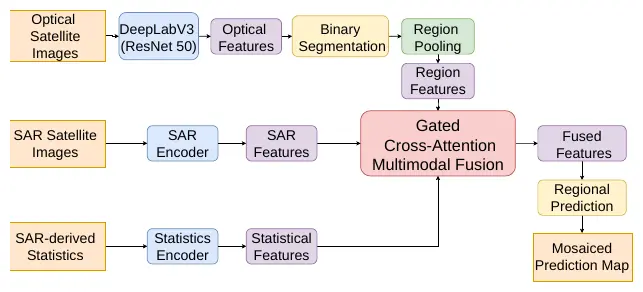 Optical
Satellite
Images
DeepLabV3
(ResNet 50)
Optical
Features
Binary
Segmentation
Region
Pooling
Region
Features
SAR Satellite
Images
SAR
Encoder
SAR
Features
Gated
Cross-Attention
Multimodal Fusion
Fused
Features
Regional
Prediction
Mosaiced
Prediction Map
SAR-derived
Statistics
Statistics
Encoder
Statistical
Features